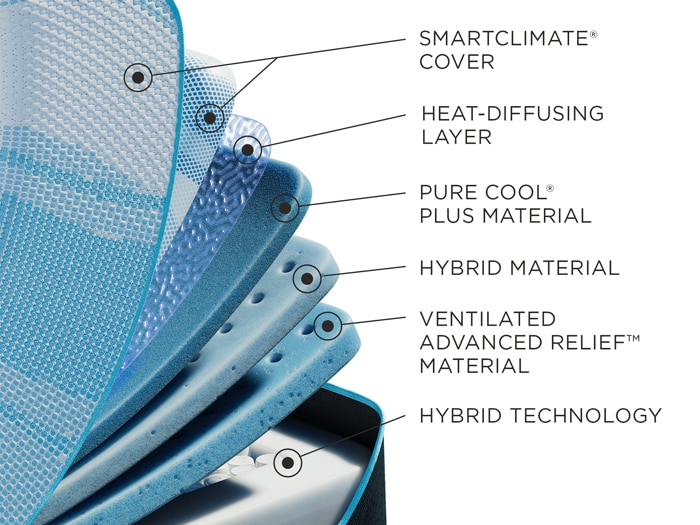 SMARTCLIMATE®
COVER
HEAT-DIFFUSING
LAYER
PURE COOL®
PLUS MATERIAL
HYBRID MATERIAL
VENTILATED
ADVANCED RELIEF™
MATERIAL
HYBRID TECHNOLOGY